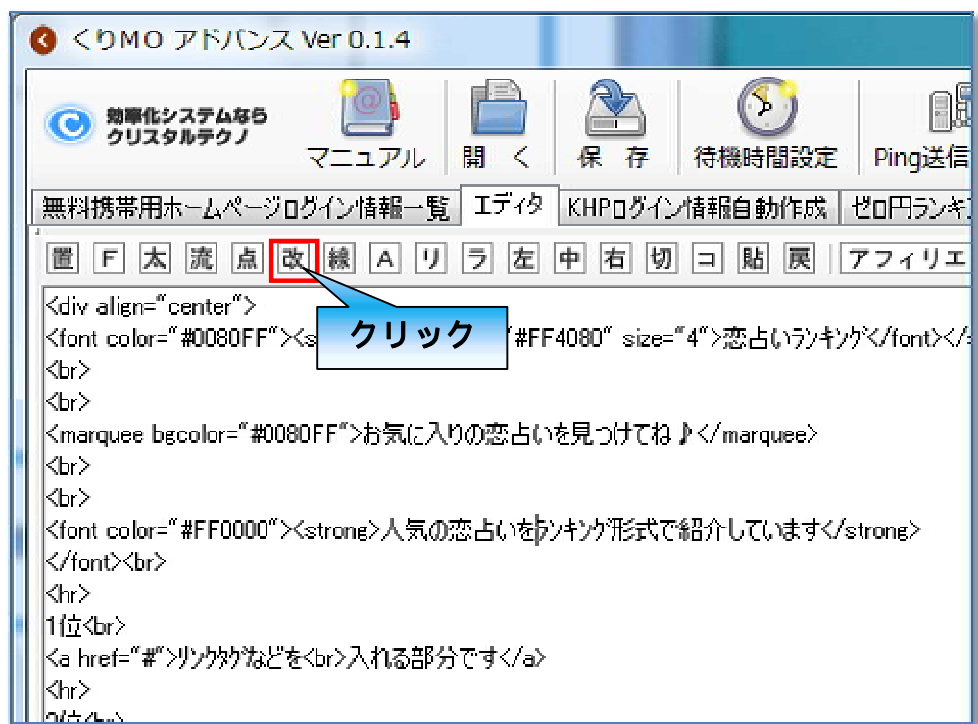 くりMO アドバンス Ver 0.1.4
効率化システムなら
クリスタルテクノ
マニュアル 開 く 保 存 待機時間設定 Ping送信
無料携帯用ホームページログイン情報一覧 エディタ KHPログイン情報自動作成 ゼロ円ランキ
置 F 太 流 点 改 線 A リ ラ 左 中 右 切 コ 貼 戻 アフィリエ
<div align="center">
<font color="#0080FF"><s
クリック
"#FF4080" size="4">恋占いランキング</font></
<br>
<br>
<marquee bgcolor="#0080FF">お気に入りの恋占いを見つけてね♪</marquee>
<br>
<br>
<font color="#FF0000"><strong>人気の恋占いをランキング形式で紹介しています</strong>
</font><br>
<hr>
1位<br>
<a href="#">リンクタグなどを<br>入れる部分です</a>
<hr>